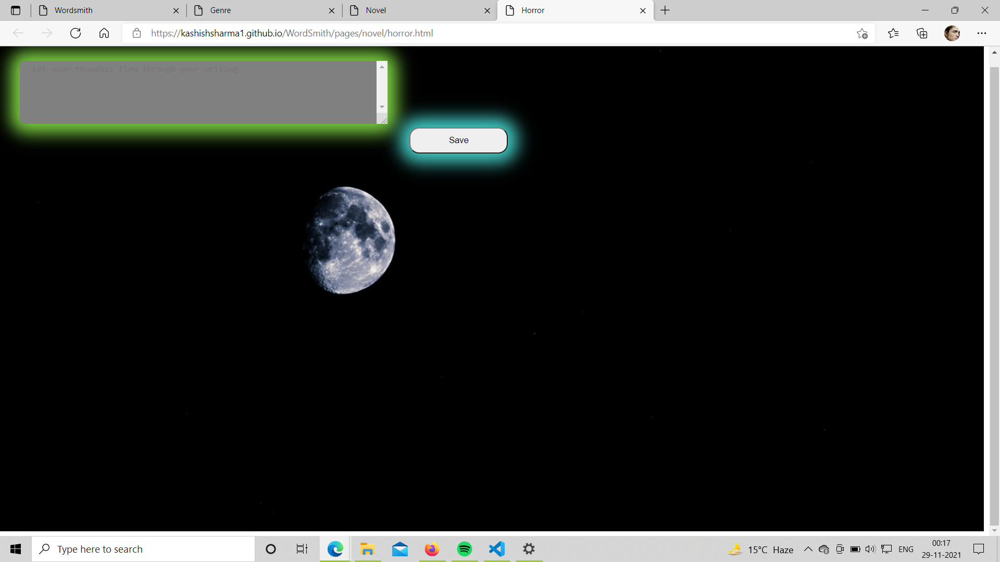 Wordsmith
Genre
Novel
Horror
https://kashishsharma1.github.io/WordSmith/pages/novel/horror.html
Let your thoughts flow through your writing.
Save
Type here to search
15°C Haze
ENG
00:17
29-11-2021